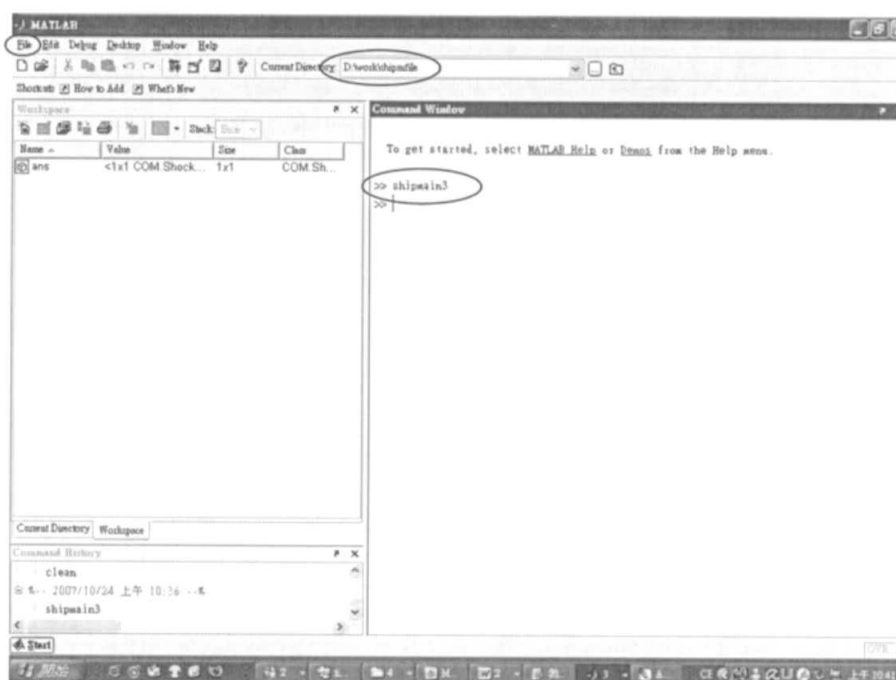 MATLAB
File Edit Debug Desktop Window Help
Current Directory: D:\work\shipmfile
Shortcuts How to Add What's New
Workspace
Stack: Base
Name Value Size Class
ans <1x1 COM.Shock... 1x1 COM.Sh...
Current Directory Workspace
Command History
clean
2007/10/24 上午 10:36
shipmain3
Start
Command Window
To get started, select MATLAB Help or Demos from the Help menu.
>> shipmain3
>>
OVR
開始